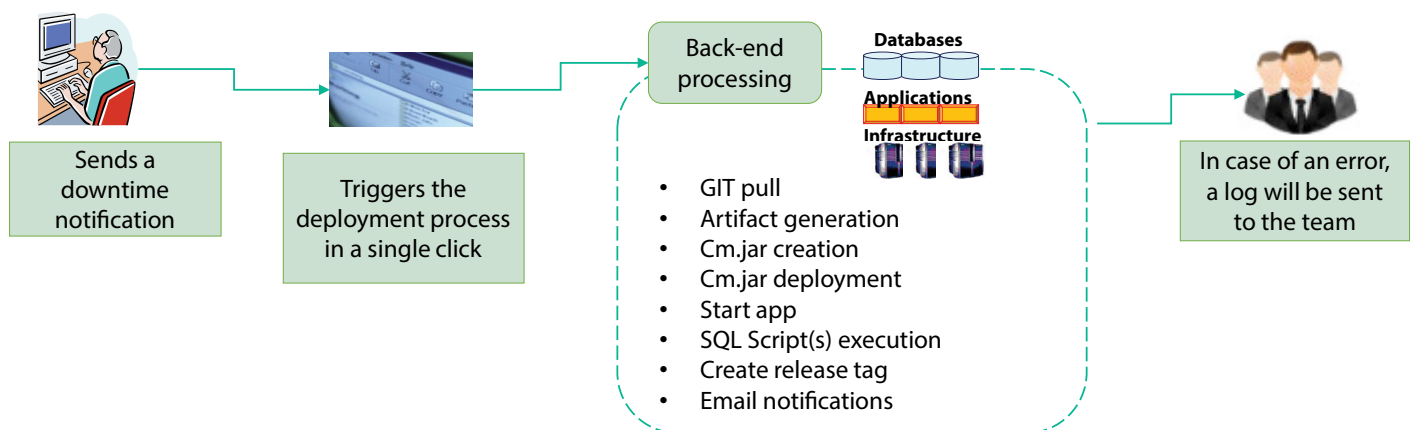 Sends a
downtime
notification
Triggers the
deployment process
in a single click
Back-end
processing
Databases
Applications
Infrastructure
• GIT pull
• Artifact generation
• Cm.jar creation
• Cm.jar deployment
• Start app
• SQL Script(s) execution
• Create release tag
• Email notifications
In case of an error,
a log will be sent
to the team